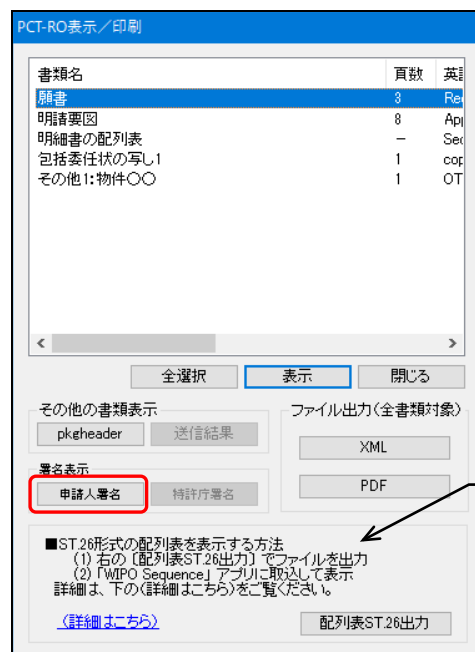 PCT-RO表示／印刷
書類名 頁数 英
願書 3 Re
明請要図 8 Ap
明細書の配列表 － Sec
包括委任状の写し1 1 cop
その他1:物件〇〇 1 OT
全選択 表示 閉じる
その他の書類表示 ファイル出力(全書類対象)
pkgheader 送信結果 XML
署名表示
申請人署名 特許庁署名 PDF
■ST.26形式の配列表を表示する方法
(1) 右の〔配列表ST.26出力〕でファイルを出力
(2)「WIPO Sequence」アプリに取込して表示
詳細は、下の(詳細はこちら)をご覧ください。
(詳細はこちら) 配列表ST.26出力